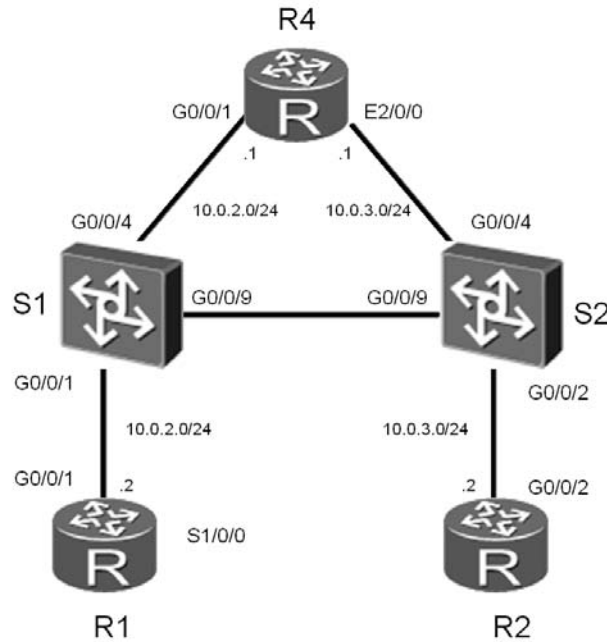 R4
G0/0/1
E2/0/0
R
.1
.1
10.0.2.0/24
10.0.3.0/24
G0/0/4
G0/0/4
S1
G0/0/9
G0/0/9
S2
G0/0/1
G0/0/2
10.0.2.0/24
10.0.3.0/24
G0/0/1
.2
.2
G0/0/2
S1/0/0
R
R
R1
R2